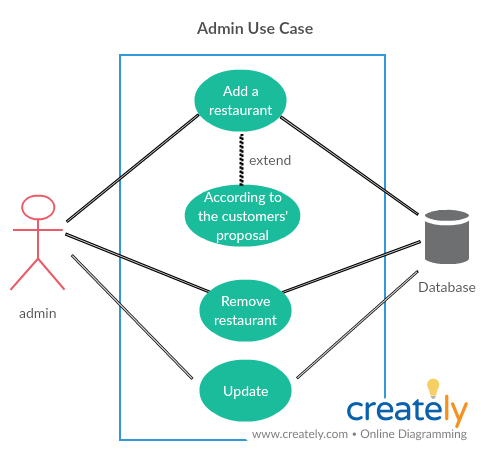 Admin Use Case
Add a
restaurant
extend
According to
the customers'
proposal
Database
Remove
restaurant
admin
Update
creately
www.creately.com • Online Diagramming